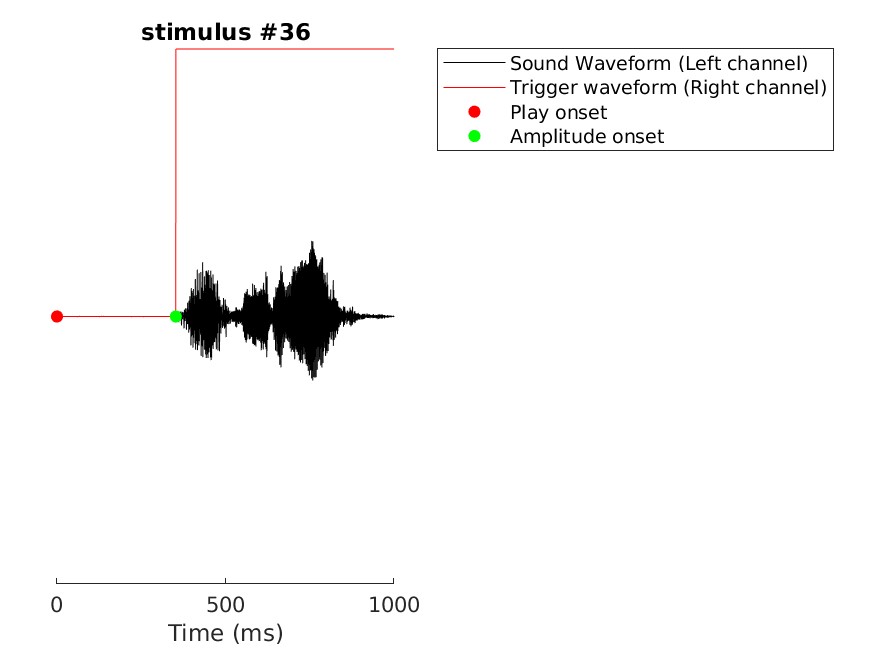 stimulus #36
Sound Waveform (Left channel)
Trigger waveform (Right channel)
Play onset
Amplitude onset
0 500 1000
Time (ms)